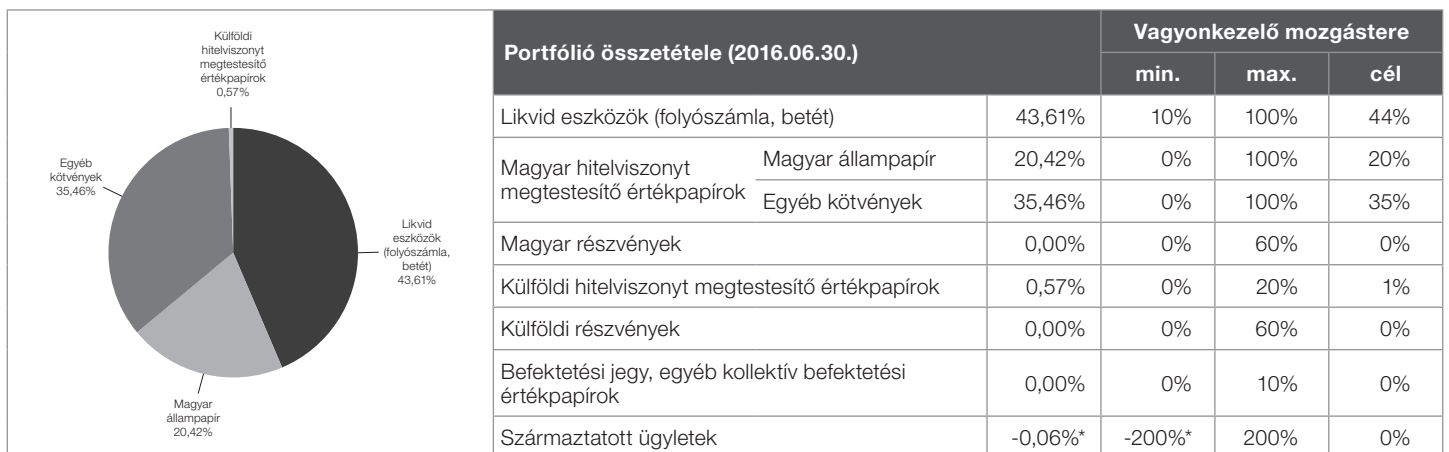 Külföldi
hitelviszonyt
megtestesítő
értékpapírok
0,57%
Egyéb
kötvények
35,46%
Likvid
eszközök
(folyószámla,
betét)
43,61%
Magyar
állampapír
20,42%
Portfólió összetétele (2016.06.30.) Vagyonkezelő mozgástere
min. max. cél
Likvid eszközök (folyószámla, betét) 43,61% 10% 100% 44%
Magyar hitelviszonyt
megtestesítő értékpapírok
Magyar állampapír 20,42% 0% 100% 20%
Egyéb kötvények 35,46% 0% 100% 35%
Magyar részvények 0,00% 0% 60% 0%
Külföldi hitelviszonyt megtestesítő értékpapírok 0,57% 0% 20% 1%
Külföldi részvények 0,00% 0% 60% 0%
Befektetési jegy, egyéb kollektív befektetési
értékpapírok 0,00% 0% 10% 0%
Származtatott ügyletek -0,06%* -200%* 200% 0%